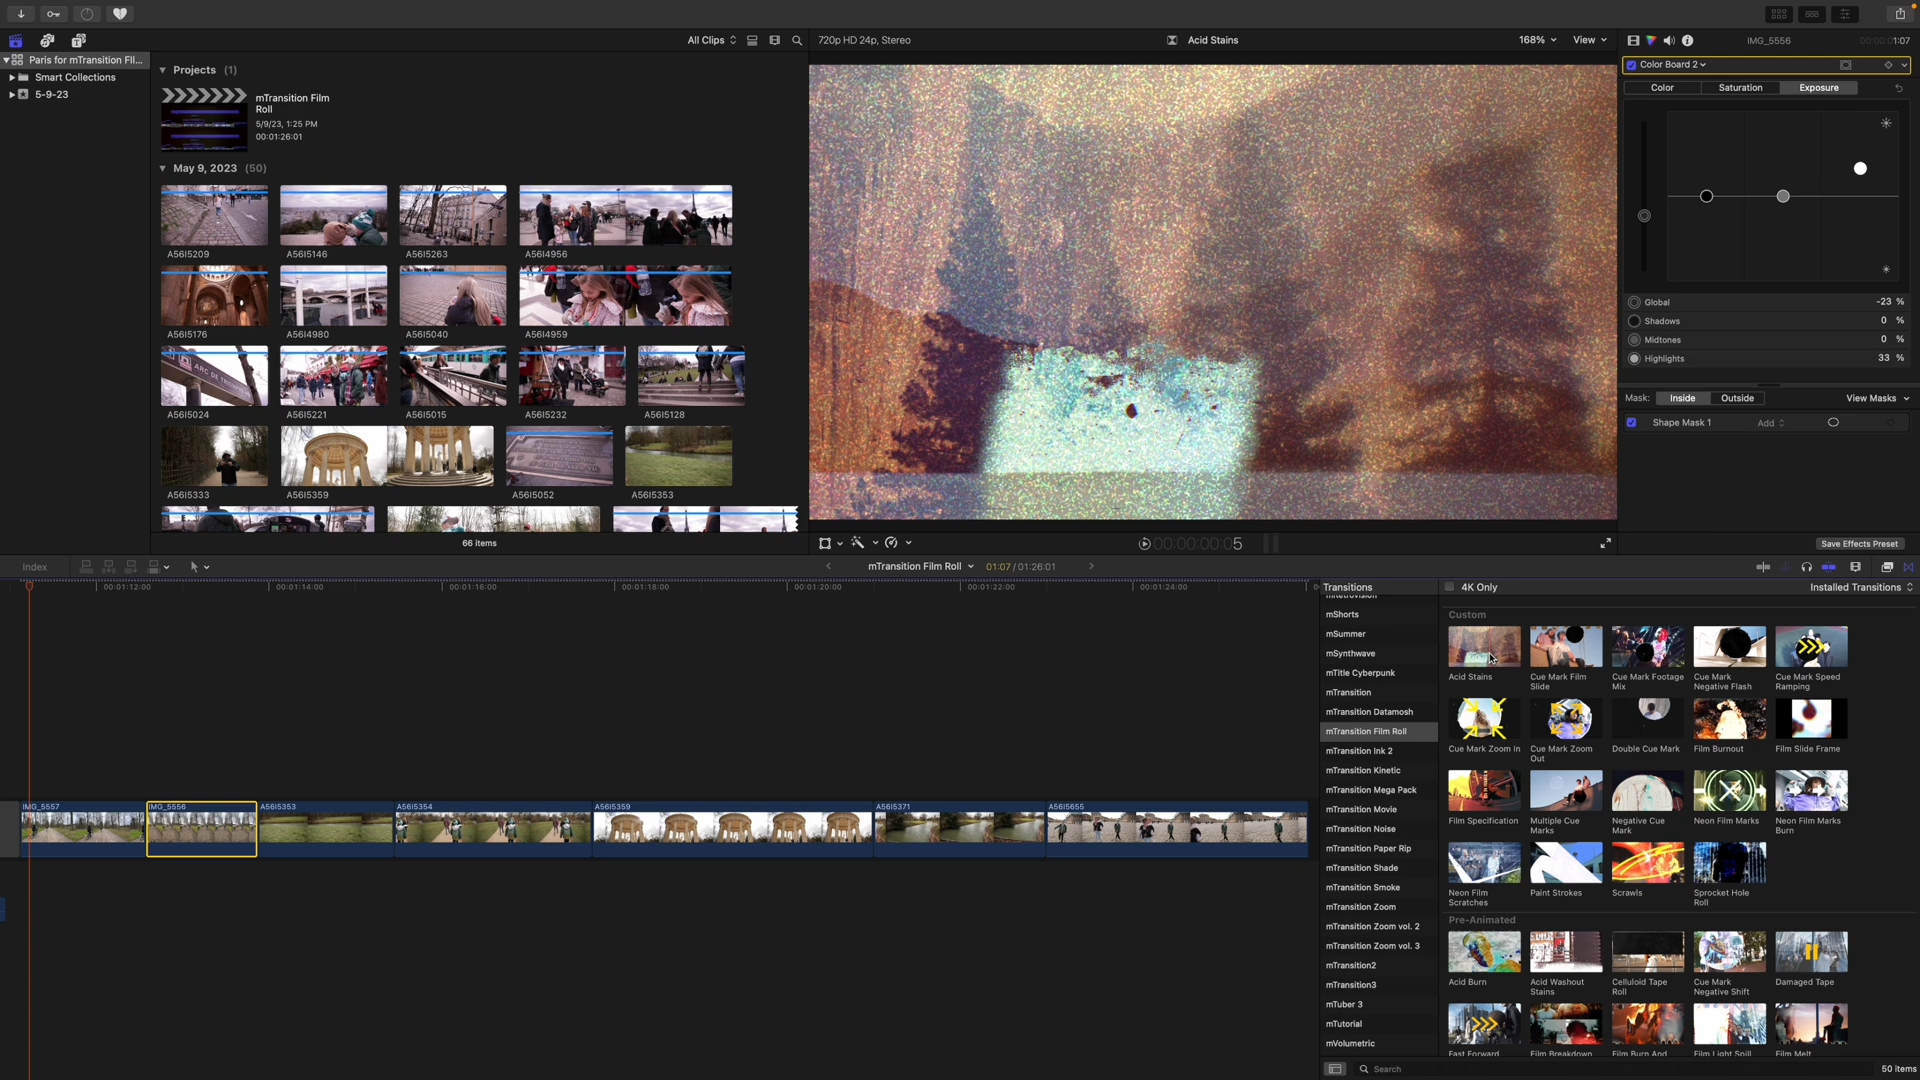 All Clips
720p HD 24p, Stereo
Acid Stains
168%
View
IMG_5556
1:07
Paris for mTransition FIl...
Smart Collections
5-9-23
Projects (1)
mTransition Film
Roll
5/9/23, 1:25 PM
00:01:26:01
May 9, 2023 (50)
A56I5209
A56I5146
A56I5263
A56I4956
A56I5176
A56I4980
A56I5040
A56I4959
ARC DE TRIOMPHE
A56I5024
A56I5221
A56I5015
A56I5232
A56I5128
A56I5333
A56I5359
A56I5052
A56I5353
66 items
00:00:00:05
Color Board 2
Color
Saturation
Exposure
Global
-23 %
Shadows
0 %
Midtones
0 %
Highlights
33 %
Mask:
Inside
Outside
View Masks
Shape Mask 1
Add
Save Effects Preset
Index
mTransition Film Roll
01:07 / 01:26:01
00:01:12:00
00:01:14:00
00:01:16:00
00:01:18:00
00:01:20:00
00:01:22:00
00:01:24:00
IMG_5557
IMG_5556
A56I5353
A56I5354
A56I5359
A56I5371
A56I5655
Transitions
4K Only
Installed Transitions
mRetrovision
mShorts
mSummer
mSynthwave
mTitle Cyberpunk
mTransition
mTransition Datamosh
mTransition Film Roll
mTransition Ink 2
mTransition Kinetic
mTransition Mega Pack
mTransition Movie
mTransition Noise
mTransition Paper Rip
mTransition Shade
mTransition Smoke
mTransition Zoom
mTransition Zoom vol. 2
mTransition Zoom vol. 3
mTransition2
mTransition3
mTuber 3
mTutorial
mVolumetric
Custom
Acid Stains
Cue Mark Film
Slide
Cue Mark Footage
Mix
Cue Mark
Negative Flash
Cue Mark Speed
Ramping
Cue Mark Zoom In
Cue Mark Zoom
Out
Double Cue Mark
Film Burnout
Film Slide Frame
Film Specification
Multiple Cue
Marks
Negative Cue
Mark
Neon Film Marks
Neon Film Marks
Burn
Neon Film
Scratches
Paint Strokes
Scrawls
Sprocket Hole
Roll
Pre-Animated
Acid Burn
Acid Washout
Stains
Celluloid Tape
Roll
Cue Mark
Negative Shift
Damaged Tape
Fast Forward
Film Breakdown
Film Burn And
Film Light Spill
Film Melt
Search
50 items